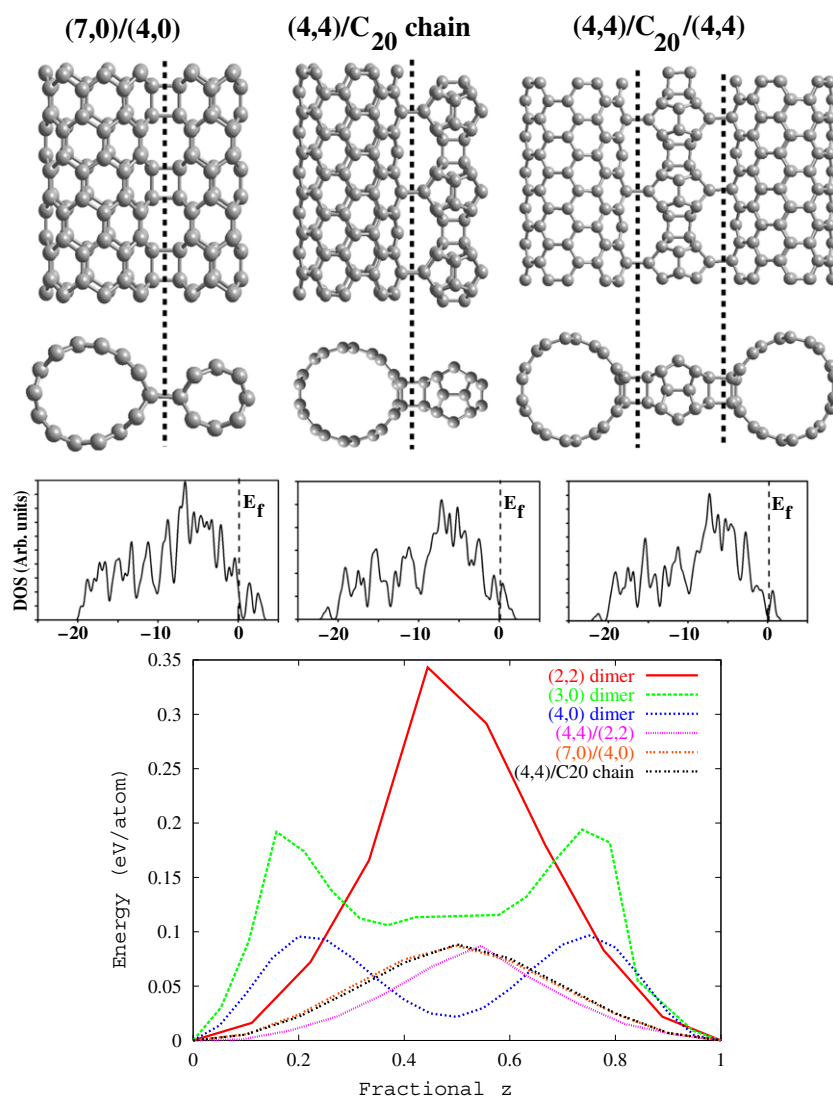 (7,0)/(4,0) (4,4)/C20 chain (4,4)/C20/(4,4)
DOS (Arb. units)
Ef Ef Ef
−20 −10 0 −20 −10 0 −20 −10 0
0.35
0.3
0.25
0.2
0.15
0.1
0.05
0
Energy (eV/atom)
(2,2) dimer
(3,0) dimer
(4,0) dimer
(4,4)/(2,2)
(7,0)/(4,0)
(4,4)/C20 chain
0 0.2 0.4 0.6 0.8 1
Fractional z